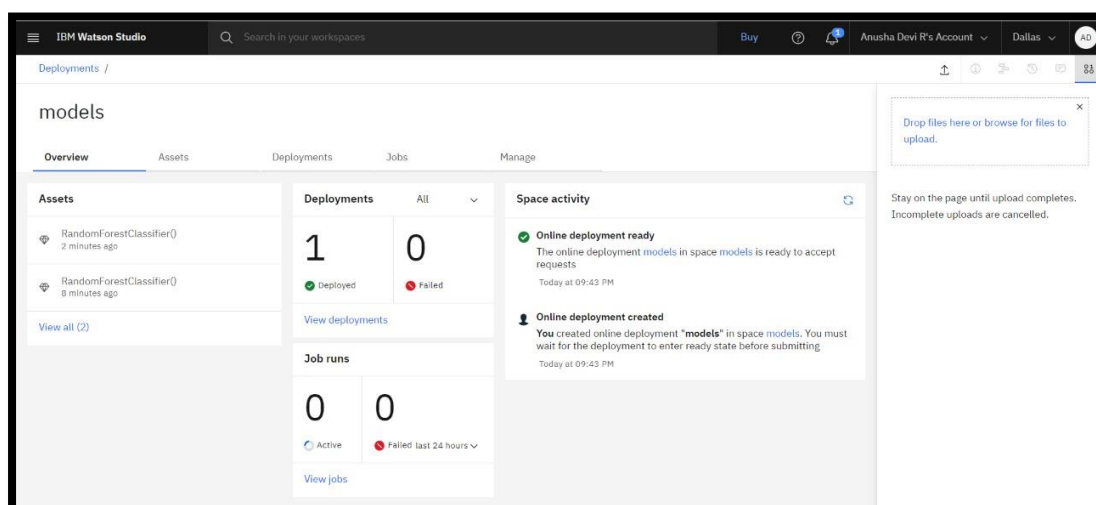 IBM Watson Studio
Search in your workspaces
Buy
1
Anusha Devi R's Account
Dallas
AD
Deployments /
models
Overview
Assets
Deployments
Jobs
Manage
Assets
RandomForestClassifier()
2 minutes ago
RandomForestClassifier()
8 minutes ago
View all (2)
Deployments
All
1
0
Deployed
Failed
View deployments
Job runs
0
0
Active
Failed last 24 hours
View jobs
Space activity
Online deployment ready
The online deployment models in space models is ready to accept
requests
Today at 09:43 PM
Online deployment created
You created online deployment "models" in space models. You must
wait for the deployment to enter ready state before submitting
Today at 09:43 PM
Drop files here or browse for files to
upload.
Stay on the page until upload completes.
Incomplete uploads are cancelled.